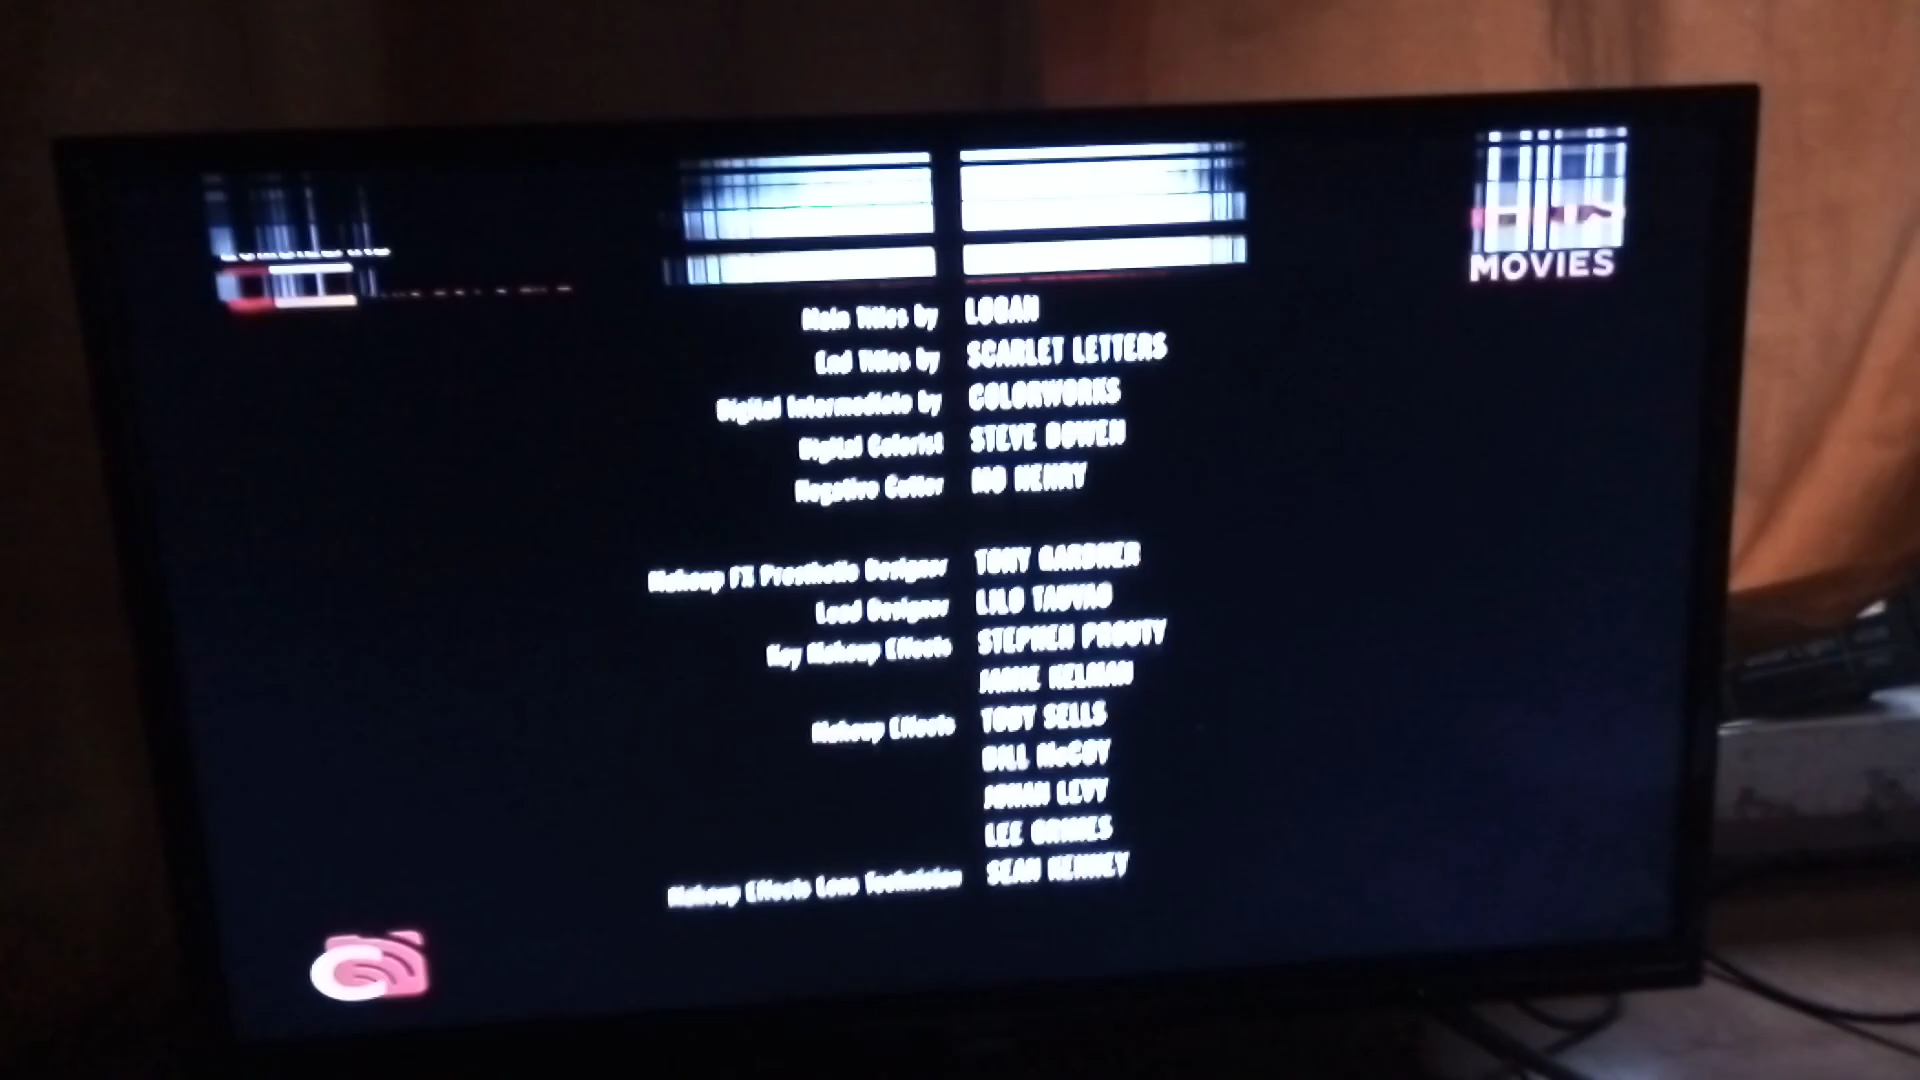 MOVIES
Main Titles by LOGAN
End Titles by SCARLET LETTERS
Digital Intermediate by COLORWORKS
Digital Colorist STEVE BOWEN
Negative Cutter MO HENRY
Makeup FX Prosthetic Designer TONY GARDNER
Lead Designer LILO TAUVAO
Key Makeup Effects STEPHEN PROUTY
JAMIE KELMAN
Makeup Effects TOBY SELLS
BILL McCOY
JONAH LEVY
LEE GRIMES
Makeup Effects Lens Technician SEAN KENNEY